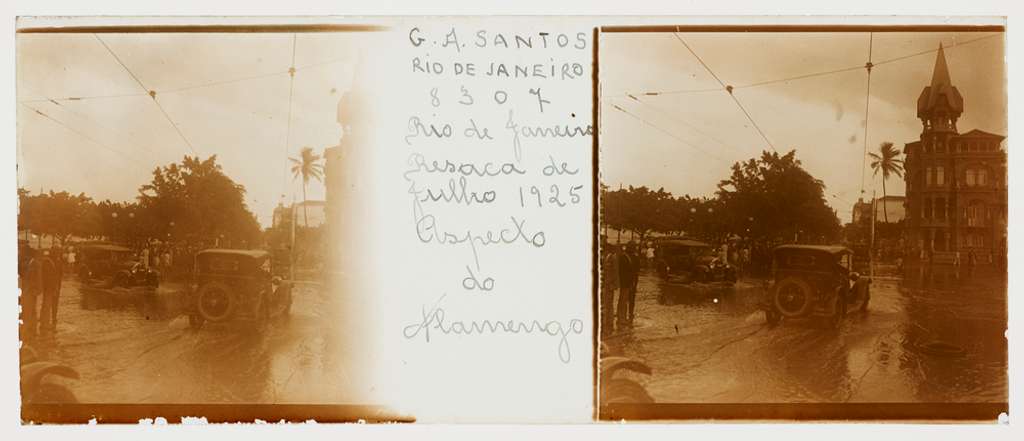 G. A. SANTOS
RIO DE JANEIRO
8307
Rio de Janeiro
Resaca de
Julho 1925
Aspecto
do
Flamengo